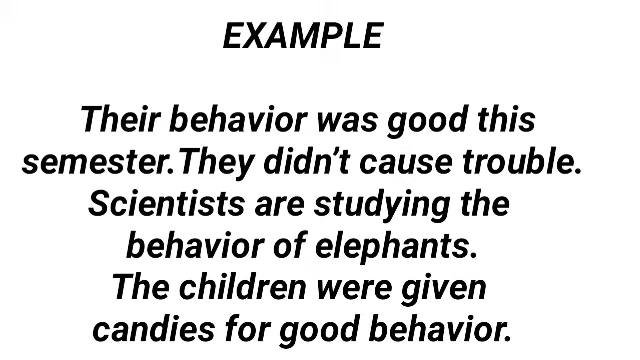 EXAMPLE
Their behavior was good this
semester.They didn't cause trouble.
Scientists are studying the
behavior of elephants.
The children were given
candies for good behavior.